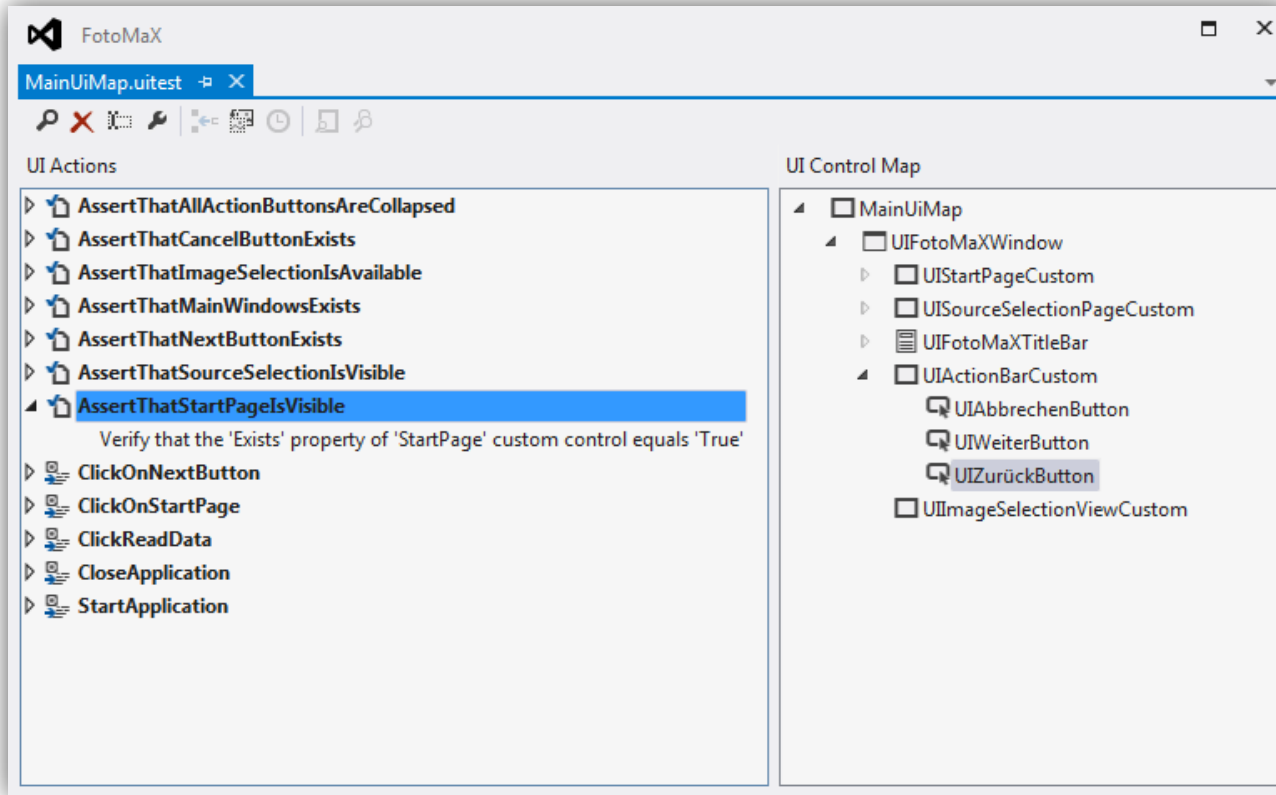 FotoMaX
MainUiMap.uitest
UI Actions
AssertThatAllActionButtonsAreCollapsed
AssertThatCancelButtonExists
AssertThatImageSelectionIsAvailable
AssertThatMainWindowsExists
AssertThatNextButtonExists
AssertThatSourceSelectionIsVisible
AssertThatStartPageIsVisible
Verify that the 'Exists' property of 'StartPage' custom control equals 'True'
ClickOnNextButton
ClickOnStartPage
ClickReadData
CloseApplication
StartApplication
UI Control Map
MainUiMap
UIFotoMaXWindow
UIStartPageCustom
UISourceSelectionPageCustom
UIFotoMaXTitleBar
UIActionBarCustom
UIAbbrechenButton
UIWeiterButton
UIZurückButton
UIImageSelectionViewCustom